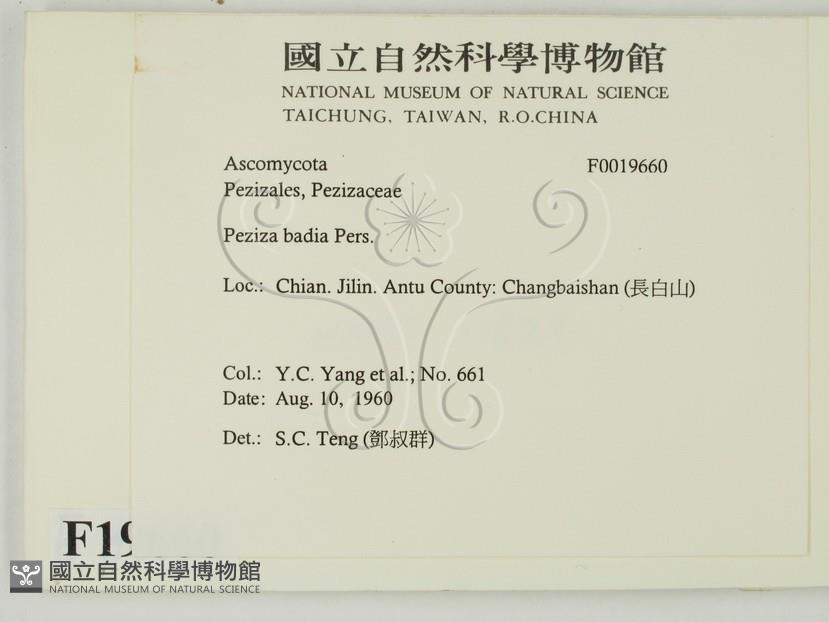 國立自然科學博物館
NATIONAL MUSEUM OF NATURAL SCIENCE
TAICHUNG, TAIWAN, R.O.CHINA
Ascomycota F0019660
Pezizales, Pezizaceae
Peziza badia Pers.
Loc.: Chian. Jilin. Antu County: Changbaishan (長白山)
Col.: Y.C. Yang et al.; No. 661
Date: Aug. 10, 1960
Det.: S.C. Teng (鄧叔群)
F19
國立自然科學博物館
NATIONAL MUSEUM OF NATURAL SCIENCE